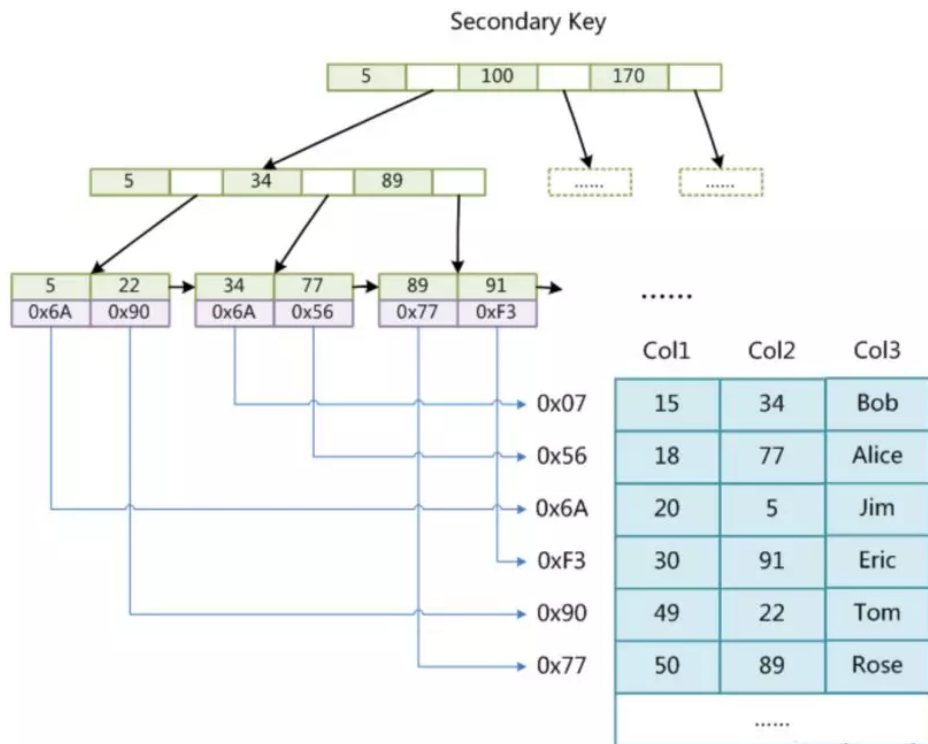 Secondary Key
5 100 170
5 34 89
...... ......
5 22 34 77 89 91
0x6A 0x90 0x6A 0x56 0x77 0xF3
......
Col1 Col2 Col3
0x07 15 34 Bob
0x56 18 77 Alice
0x6A 20 5 Jim
0xF3 30 91 Eric
0x90 49 22 Tom
0x77 50 89 Rose
......